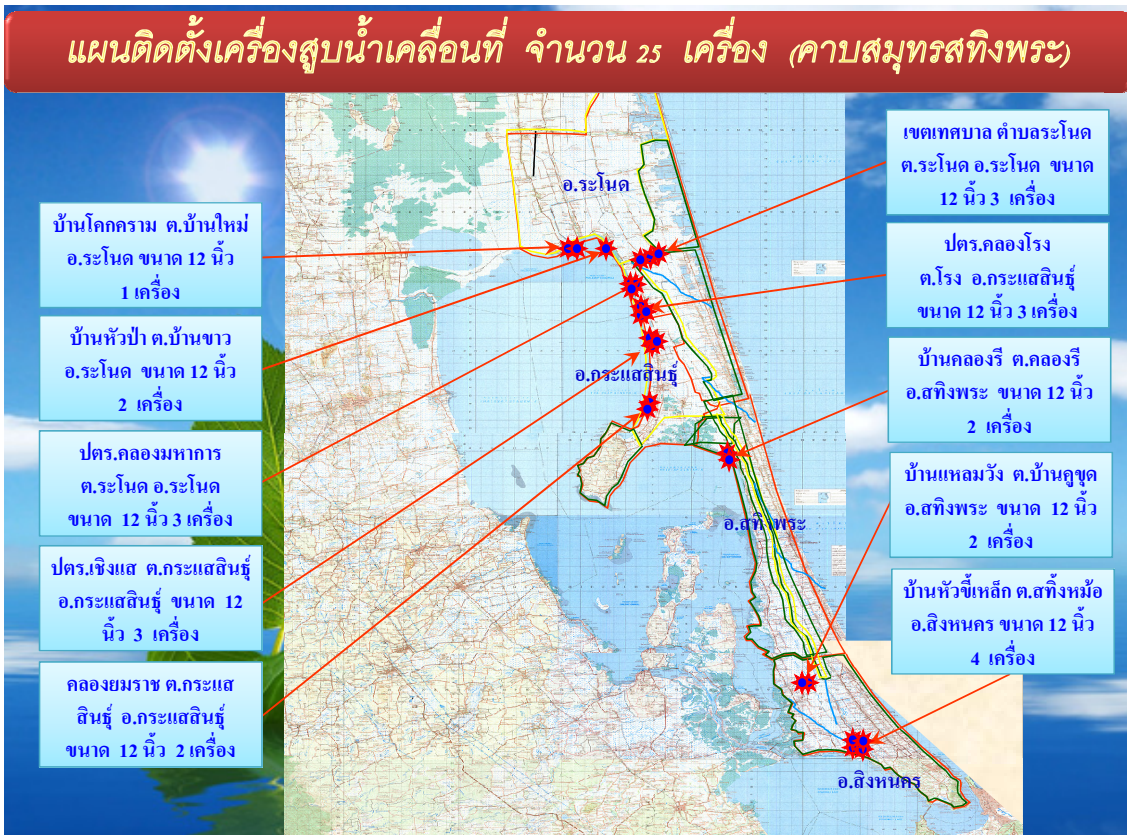 แผนติดตั้งเครื่องสูบน้ำเคลื่อนที่ จำนวน 25 เครื่อง (คาบสมุทรสทิงพระ)
บ้านโคกคราม ต.บ้านใหม่
อ.ระโนด ขนาด 12 นิ้ว
1 เครื่อง
บ้านหัวป่า ต.บ้านขาว
อ.ระโนด ขนาด 12 นิ้ว
2 เครื่อง
ปตร.คลองมหาการ
ต.ระโนด อ.ระโนด
ขนาด 12 นิ้ว 3 เครื่อง
ปตร.เชิงแส ต.กระแสสินธุ์
อ.กระแสสินธุ์ ขนาด 12
นิ้ว 3 เครื่อง
คลองยมราช ต.กระแส
สินธุ์ อ.กระแสสินธุ์
ขนาด 12 นิ้ว 2 เครื่อง
อ.ระโนด
อ.กระแสสินธุ์
อ.สทิงพระ
อ.สิงหนคร
เขตเทศบาล ตำบลระโนด
ต.ระโนด อ.ระโนด ขนาด
12 นิ้ว 3 เครื่อง
ปตร.คลองโรง
ต.โรง อ.กระแสสินธุ์
ขนาด 12 นิ้ว 3 เครื่อง
บ้านคลองรี ต.คลองรี
อ.สทิงพระ ขนาด 12 นิ้ว
2 เครื่อง
บ้านแหลมวัง ต.บ้านคูขุด
อ.สทิงพระ ขนาด 12 นิ้ว
2 เครื่อง
บ้านหัวขี้เหล็ก ต.สทิ้งหม้อ
อ.สิงหนคร ขนาด 12 นิ้ว
4 เครื่อง